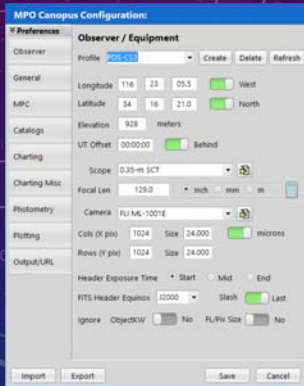 MPO Canopus Configuration:
Preferences
Observer
General
MPC
Catalogs
Charting
Charting Misc
Photometry
Plotting
Output/URL
Observer / Equipment
Profile PDS-CS3 Create Delete Refresh
Longitude 116 23 05.5 West
Latitude 34 16 21.0 North
Elevation 928 meters
UT Offset 00:00:00 Behind
Scope 0.35-m SCT
Focal Len 129.0 inch mm m
Camera FLI ML-1001E
Cols (X pix) 1024 Size 24.000 microns
Rows (Y pix) 1024 Size 24.000
Header Exposure Time Start Mid End
FITS Header Equinox J2000 Slash Last
Ignore ObjectKW No FL/Pix Size No
Import Export Save Cancel